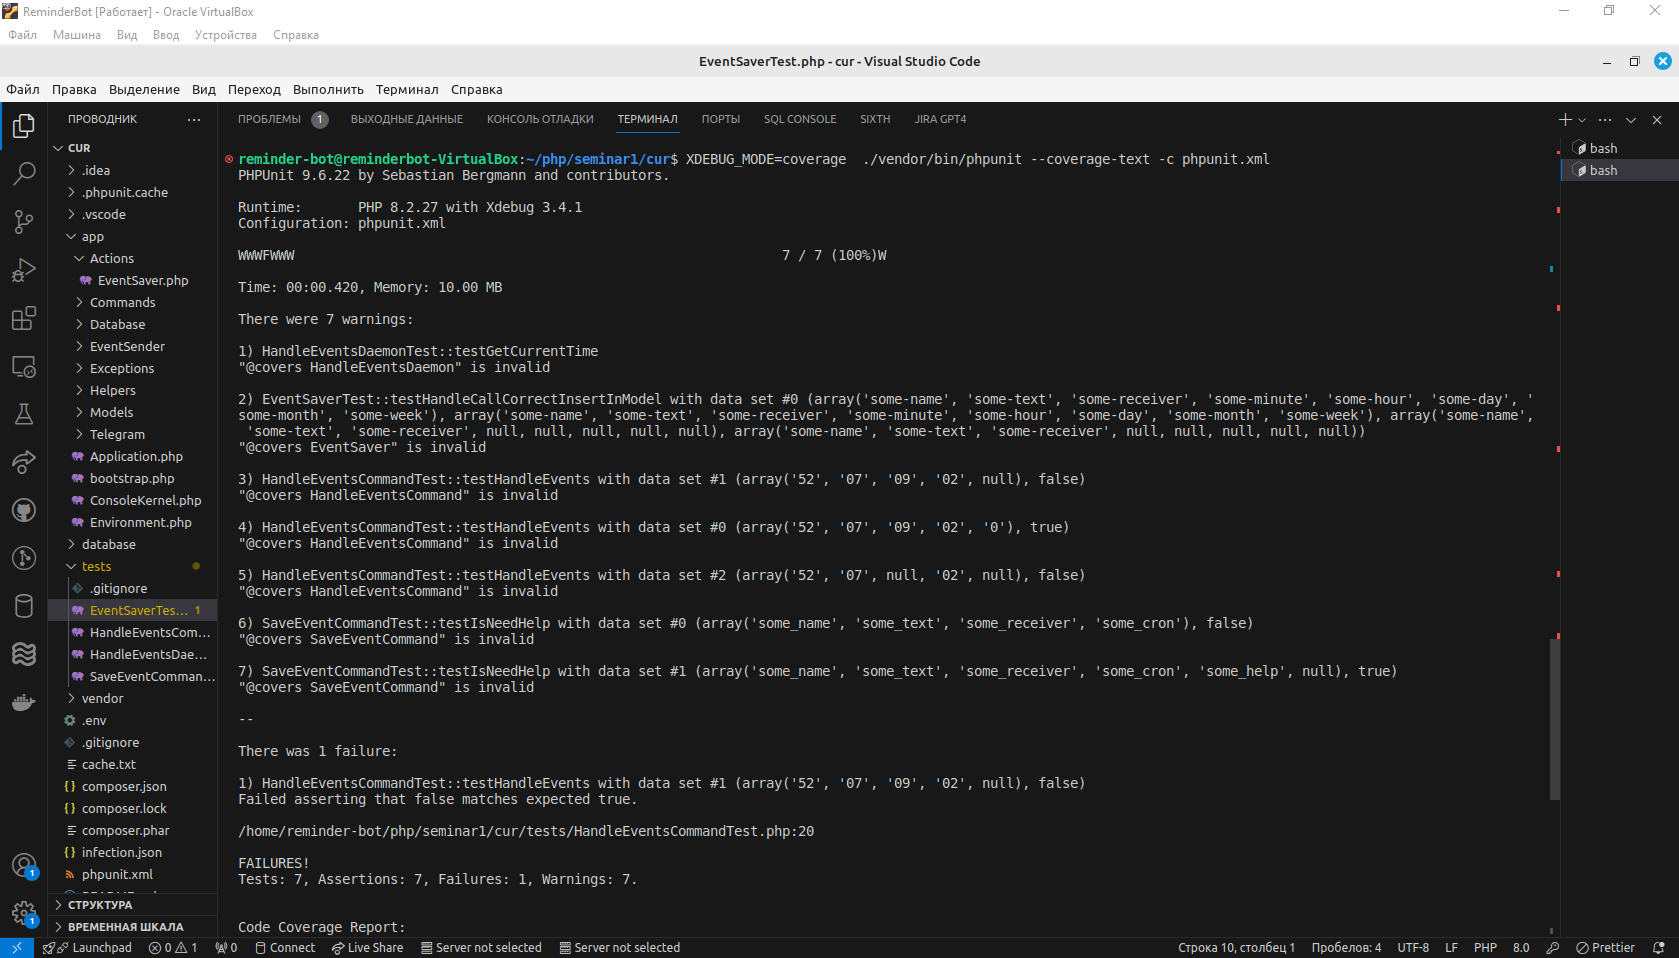 ReminderBot [Работает] - Oracle VirtualBox
Файл Машина Вид Ввод Устройства Справка
EventSaverTest.php - cur - Visual Studio Code
Файл Правка Выделение Вид Переход Выполнить Терминал Справка
ПРОВОДНИК
CUR
.idea
.phpunit.cache
.vscode
app
Actions
EventSaver.php
Commands
Database
EventSender
Exceptions
Helpers
Models
Telegram
Application.php
bootstrap.php
ConsoleKernel.php
Environment.php
database
tests
.gitignore
EventSaverTes... 1
HandleEventsCom...
HandleEventsDae...
SaveEventComman...
vendor
.env
.gitignore
cache.txt
composer.json
composer.lock
composer.phar
infection.json
phpunit.xml
СТРУКТУРА
ВРЕМЕННАЯ ШКАЛА
1
1
ПРОБЛЕМЫ 1 ВЫХОДНЫЕ ДАННЫЕ КОНСОЛЬ ОТЛАДКИ ТЕРМИНАЛ ПОРТЫ SQL CONSOLE SIXTH JIRA GPT4
reminder-bot@reminderbot-VirtualBox:~/php/seminar1/cur$ XDEBUG_MODE=coverage  ./vendor/bin/phpunit --coverage-text -c phpunit.xml
PHPUnit 9.6.22 by Sebastian Bergmann and contributors.
Runtime:       PHP 8.2.27 with Xdebug 3.4.1
Configuration: phpunit.xml
WWWFWWW                                                             7 / 7 (100%)W
Time: 00:00.420, Memory: 10.00 MB
There were 7 warnings:
1) HandleEventsDaemonTest::testGetCurrentTime
"@covers HandleEventsDaemon" is invalid
2) EventSaverTest::testHandleCallCorrectInsertInModel with data set #0 (array('some-name', 'some-text', 'some-receiver', 'some-minute', 'some-hour', 'some-day', '
some-month', 'some-week'), array('some-name', 'some-text', 'some-receiver', 'some-minute', 'some-hour', 'some-day', 'some-month', 'some-week'), array('some-name',
'some-text', 'some-receiver', null, null, null, null, null), array('some-name', 'some-text', 'some-receiver', null, null, null, null, null))
"@covers EventSaver" is invalid
3) HandleEventsCommandTest::testHandleEvents with data set #1 (array('52', '07', '09', '02', null), false)
"@covers HandleEventsCommand" is invalid
4) HandleEventsCommandTest::testHandleEvents with data set #0 (array('52', '07', '09', '02', '0'), true)
"@covers HandleEventsCommand" is invalid
5) HandleEventsCommandTest::testHandleEvents with data set #2 (array('52', '07', null, '02', null), false)
"@covers HandleEventsCommand" is invalid
6) SaveEventCommandTest::testIsNeedHelp with data set #0 (array('some_name', 'some_text', 'some_receiver', 'some_cron'), false)
"@covers SaveEventCommand" is invalid
7) SaveEventCommandTest::testIsNeedHelp with data set #1 (array('some_name', 'some_text', 'some_receiver', 'some_cron', 'some_help', null), true)
"@covers SaveEventCommand" is invalid
--
There was 1 failure:
1) HandleEventsCommandTest::testHandleEvents with data set #1 (array('52', '07', '09', '02', null), false)
Failed asserting that false matches expected true.
/home/reminder-bot/php/seminar1/cur/tests/HandleEventsCommandTest.php:20
FAILURES!
Tests: 7, Assertions: 7, Failures: 1, Warnings: 7.
Code Coverage Report:
bash
bash
Launchpad 0 1 0 Connect Live Share Server not selected Server not selected Строка 10, столбец 1 Пробелов: 4 UTF-8 LF PHP 8.0 Prettier